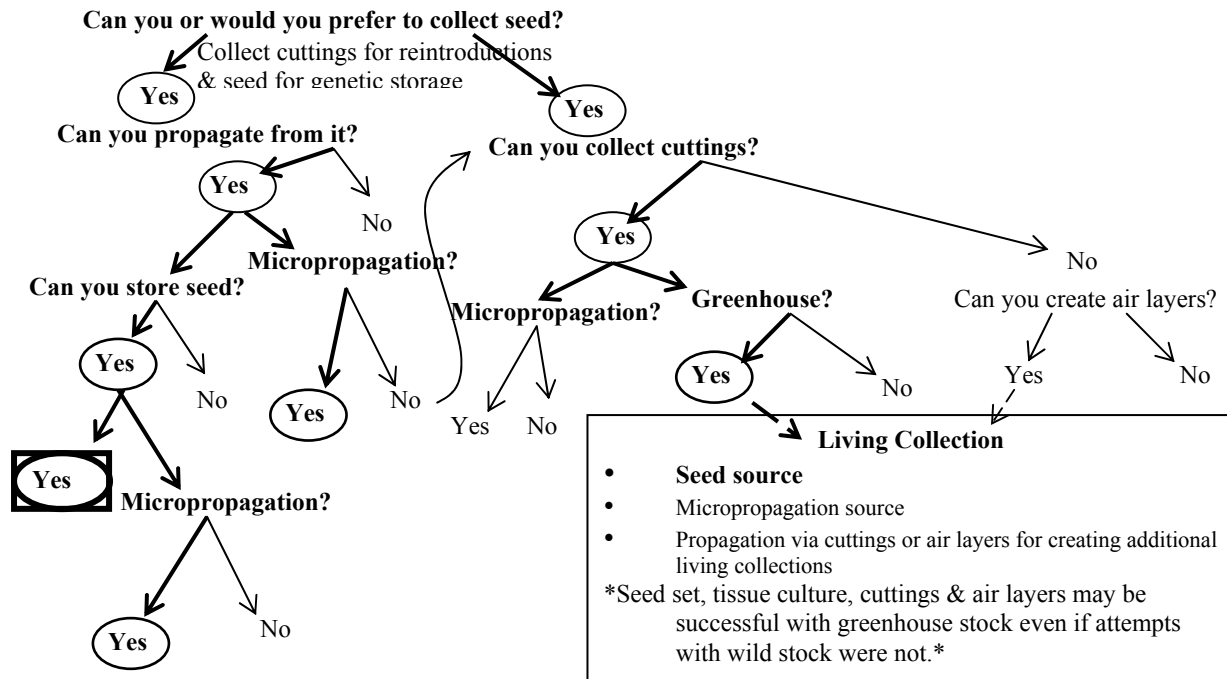 Can you or would you prefer to collect seed?
Collect cuttings for reintroductions
& seed for genetic storage
Yes
Yes
Can you propagate from it?
Can you collect cuttings?
Yes
No
Yes
Micropropagation?
No
Can you store seed?
Micropropagation?
Greenhouse?
Can you create air layers?
Yes
No
Yes
No
Yes
No
Yes
No
Yes
No
Living Collection
• Seed source
• Micropropagation source
• Propagation via cuttings or air layers for creating additional
living collections
*Seed set, tissue culture, cuttings & air layers may be
successful with greenhouse stock even if attempts
with wild stock were not.*
Yes
Micropropagation?
Yes
No